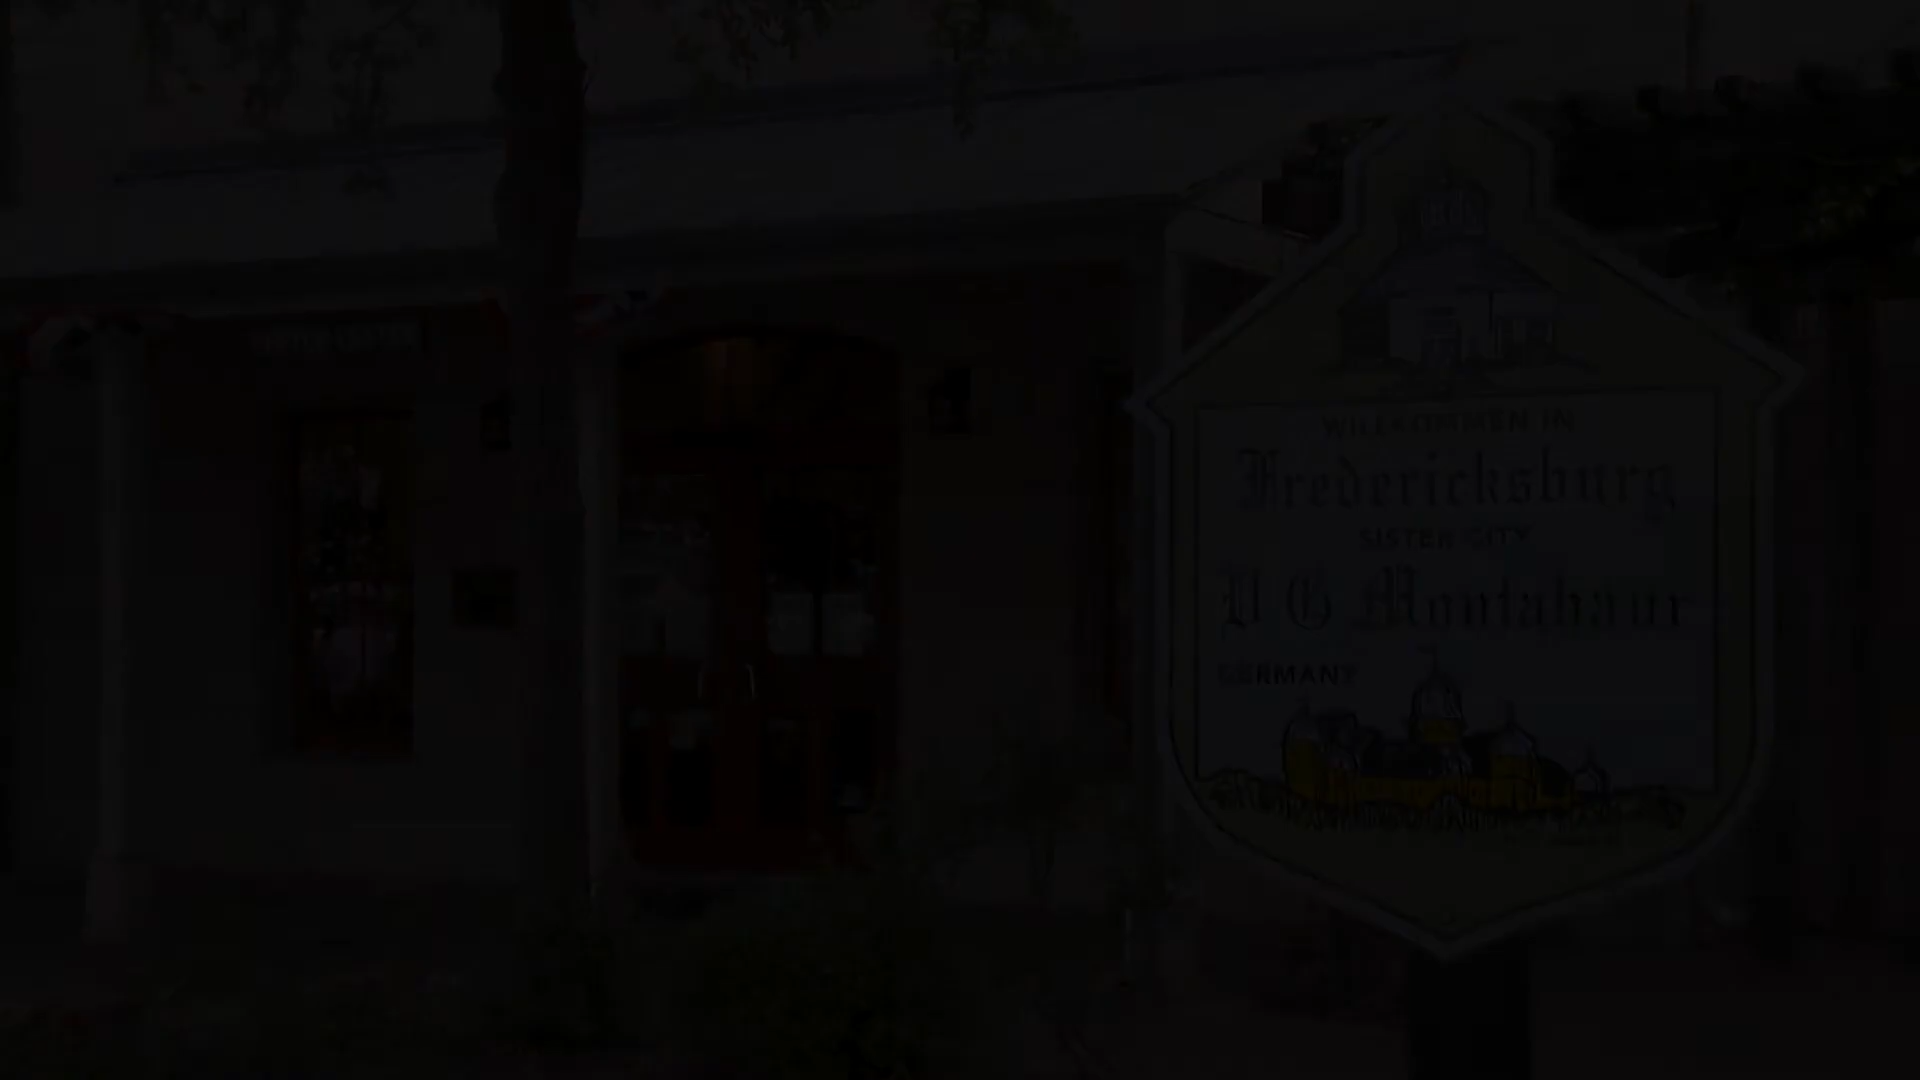 WILLKOMMEN IN
Fredericksburg
SISTER CITY
V G Montabaur
GERMANY